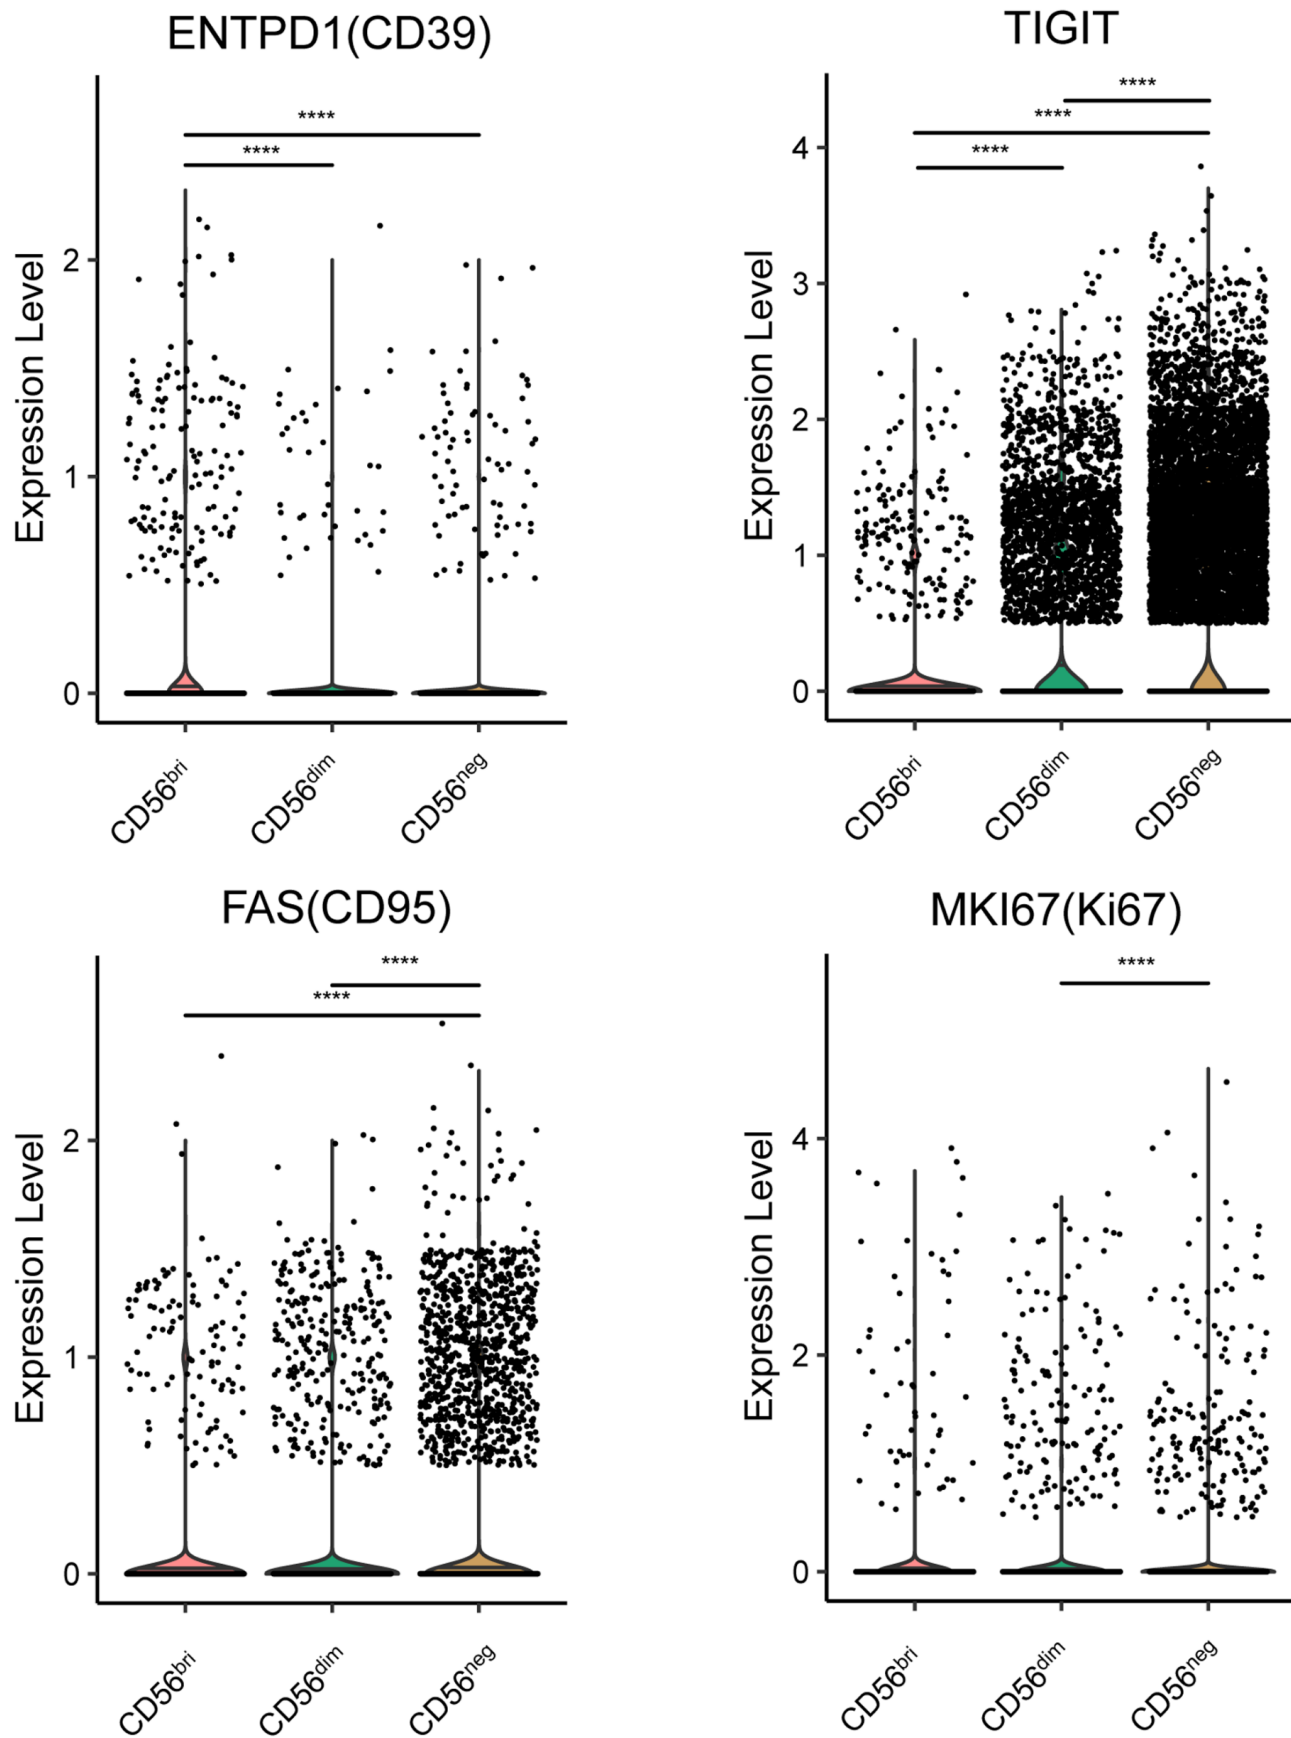 ENTPD1(CD39)
****
****
Expression Level
2
1
0
CD56bri
CD56dim
CD56neg
TIGIT
****
****
****
Expression Level
4
3
2
1
0
CD56bri
CD56dim
CD56neg
FAS(CD95)
****
****
Expression Level
2
1
0
CD56bri
CD56dim
CD56neg
MKI67(Ki67)
****
Expression Level
4
2
0
CD56bri
CD56dim
CD56neg